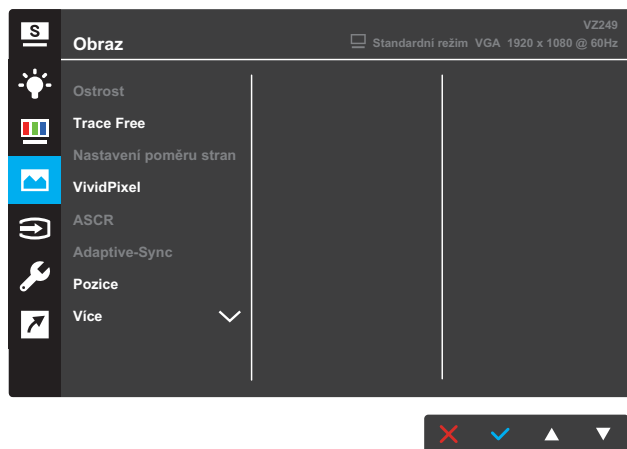 S
VZ249
Obraz
Standardní režim VGA 1920 x 1080 @ 60Hz
Ostrost
Trace Free
Nastavení poměru stran
VividPixel
ASCR
Adaptive-Sync
Pozice
Více